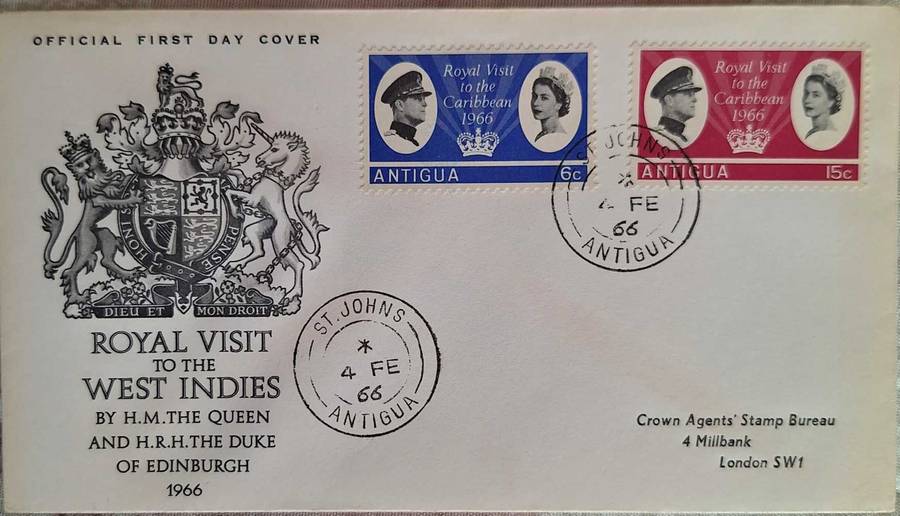 OFFICIAL FIRST DAY COVER
Royal Visit
to the
Caribbean
1966
ANTIGUA 6c
Royal Visit
to the
Caribbean
1966
ANTIGUA 15c
ST. JOHNS
*
4 FE
66
ANTIGUA
HONI
PENSE
DIEU ET MON DROIT
ROYAL VISIT
TO THE
WEST INDIES
BY H.M. THE QUEEN
AND H.R.H. THE DUKE
OF EDINBURGH
1966
ST. JOHNS
*
4 FE
66
ANTIGUA
Crown Agents' Stamp Bureau
4 Millbank
London SW1